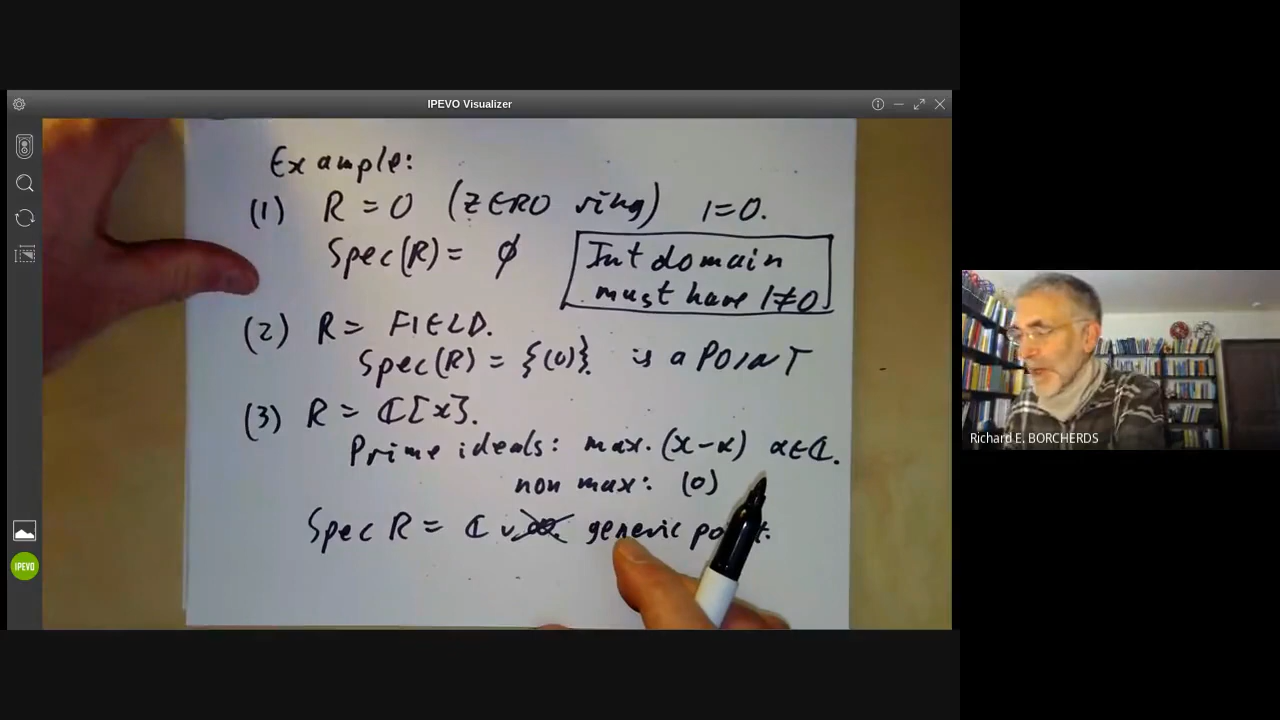 IPEVO Visualizer
Example:
(1) R = 0 (ZERO ring) 1=0.
Spec(R) = ∅
Int domain
must have 1≠0.
(2) R = FIELD.
Spec(R) = {(0)}. is a POINT
(3) R = ℂ[x].
Prime ideals: max. (x-α) α∈ℂ.
non max: (0)
Spec R = ℂ ∪ generic
Richard E. BORCHERDS
IPEVO